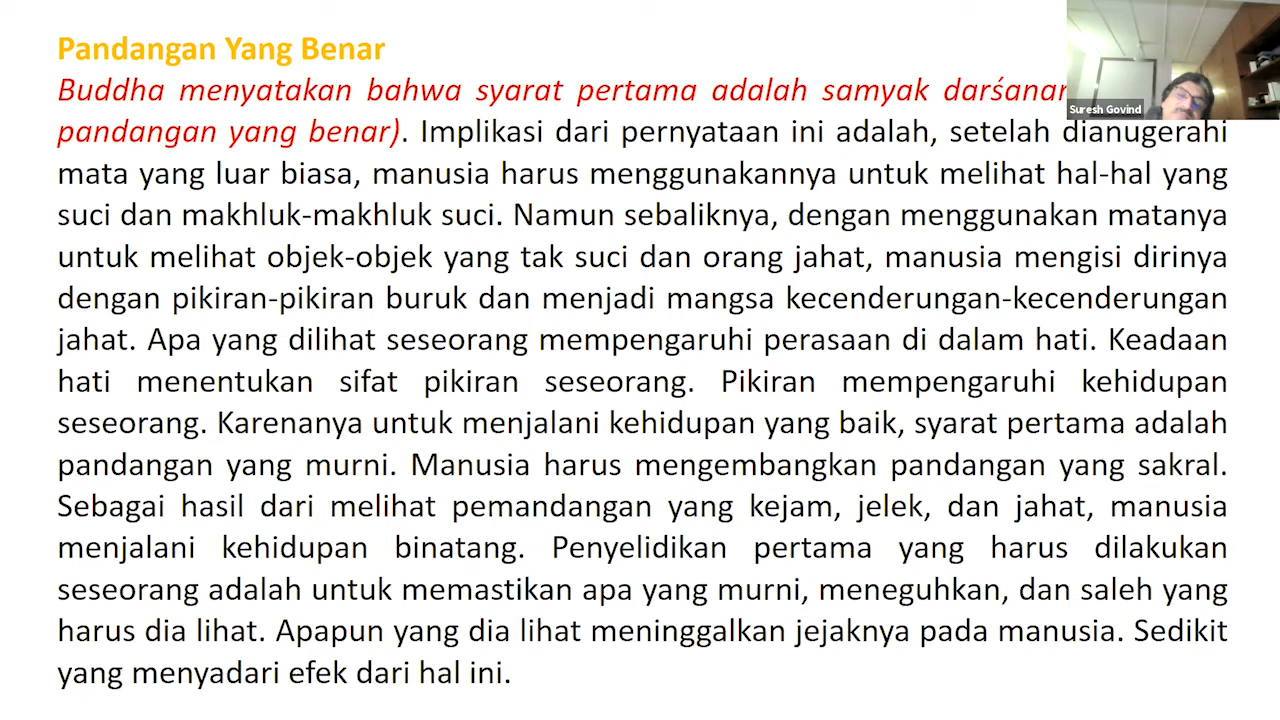 Pandangan Yang Benar
Buddha menyatakan bahwa syarat pertama adalah samyak
pandangan yang benar). Implikasi dari pernyataan ini adalah, setelah dianugerahi
mata yang luar biasa, manusia harus menggunakannya untuk melihat hal-hal yang
suci dan makhluk-makhluk suci. Namun sebaliknya, dengan menggunakan matanya
untuk melihat objek-objek yang tak suci dan orang jahat, manusia mengisi dirinya
dengan pikiran-pikiran buruk dan menjadi mangsa kecenderungan-kecenderungan
jahat. Apa yang dilihat seseorang mempengaruhi perasaan di dalam hati. Keadaan
hati menentukan sifat pikiran seseorang. Pikiran mempengaruhi kehidupan
seseorang. Karenanya untuk menjalani kehidupan yang baik, syarat pertama adalah
pandangan yang murni. Manusia harus mengembangkan pandangan yang sakral.
Sebagai hasil dari melihat pemandangan yang kejam, jelek, dan jahat, manusia
menjalani kehidupan binatang. Penyelidikan pertama yang harus dilakukan
seseorang adalah untuk memastikan apa yang murni, meneguhkan, dan saleh yang
harus dia lihat. Apapun yang dia lihat meninggalkan jejaknya pada manusia. Sedikit
yang menyadari efek dari hal ini.
Suresh Govind